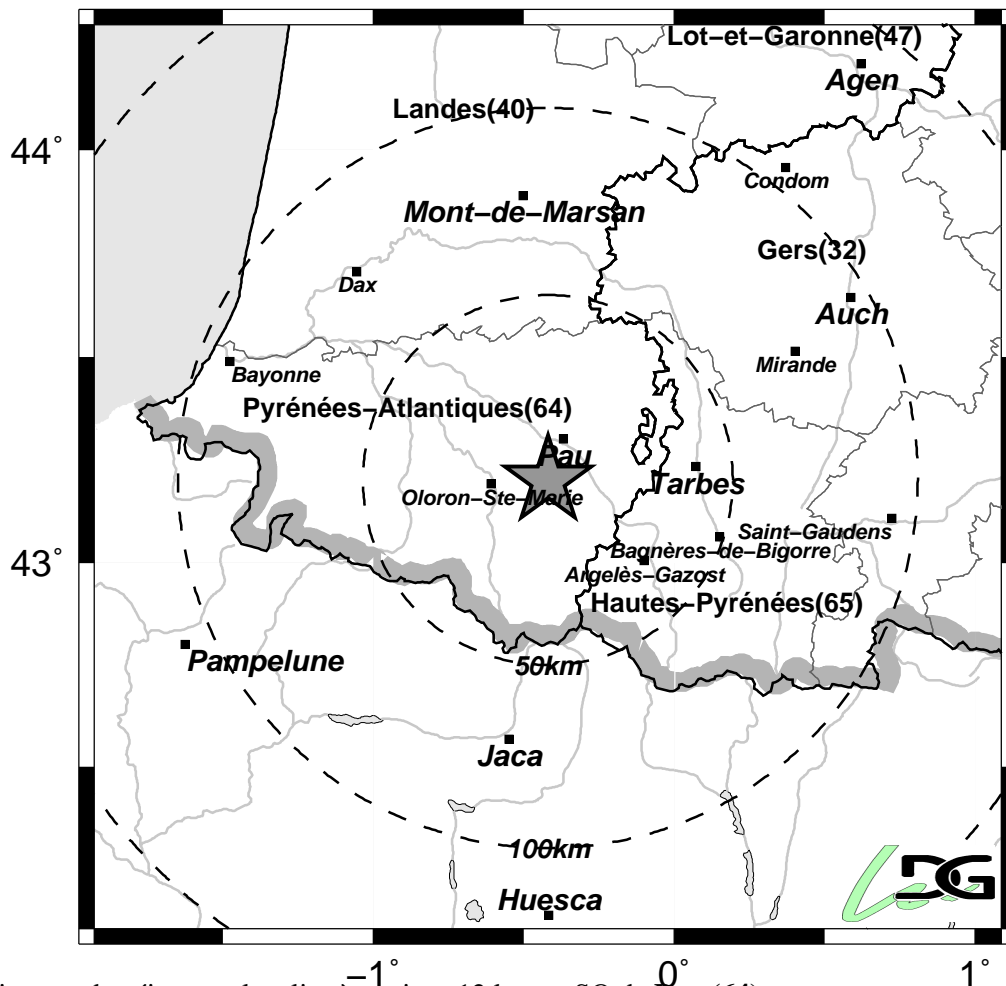 Lot–et–Garonne(47)
Agen
Landes(40)
44°
Condom
Mont–de–Marsan
Gers(32)
Dax
Auch
Mirande
Bayonne
Pyrénées–Atlantiques(64)
Pau
Tarbes
Oloron–Ste–Marie
Saint–Gaudens
Bagnères–de–Bigorre
43°
Argelès–Gazost
Hautes–Pyrénées(65)
Pampelune
50km
Jaca
100km
DG
Huesca
–1°
0°
1°